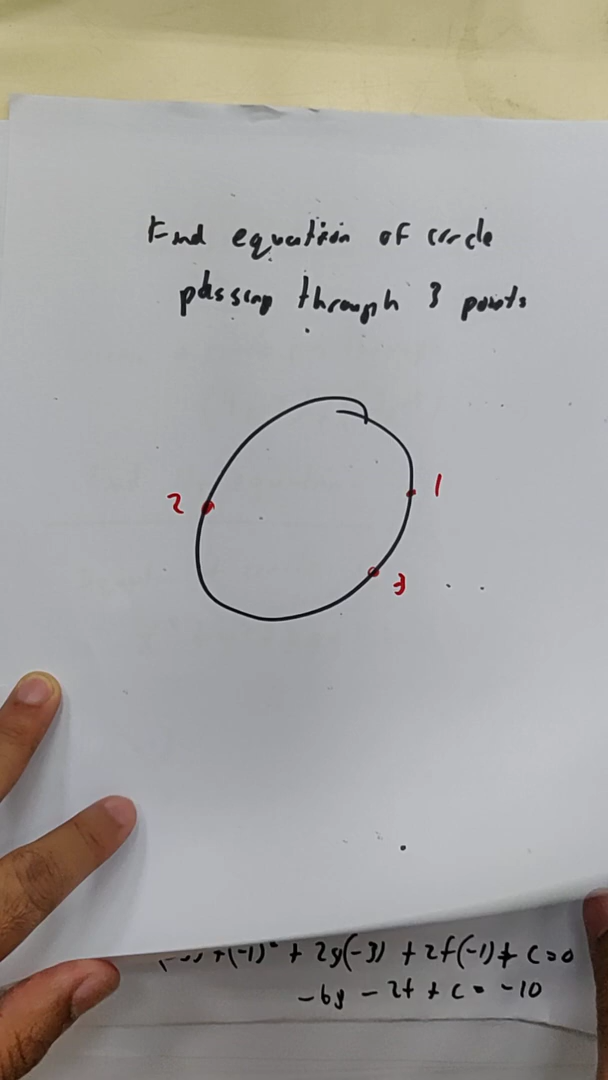 Find equation of circle
passing through 3 points
1
2
3
+(-1)² + 2g(-3) + 2f(-1) + c=0
-6g - 2f + c = -10